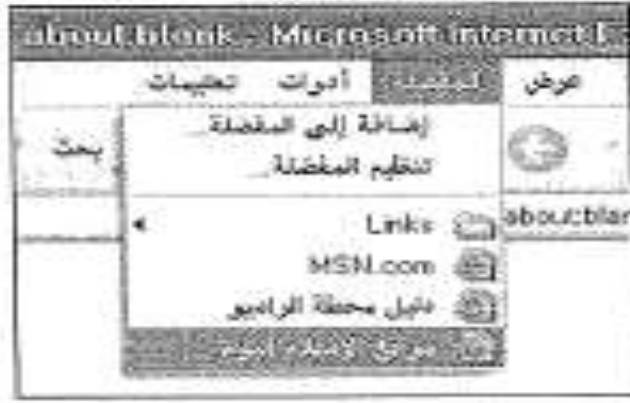 about:blank - Microsoft Internet E
عرض المفضلة أدوات تعليمات
إضافة إلى المفضلة...
تنظيم المفضلة...
بحث
about:blan
Links
MSN.com
دليل محطة الراديو